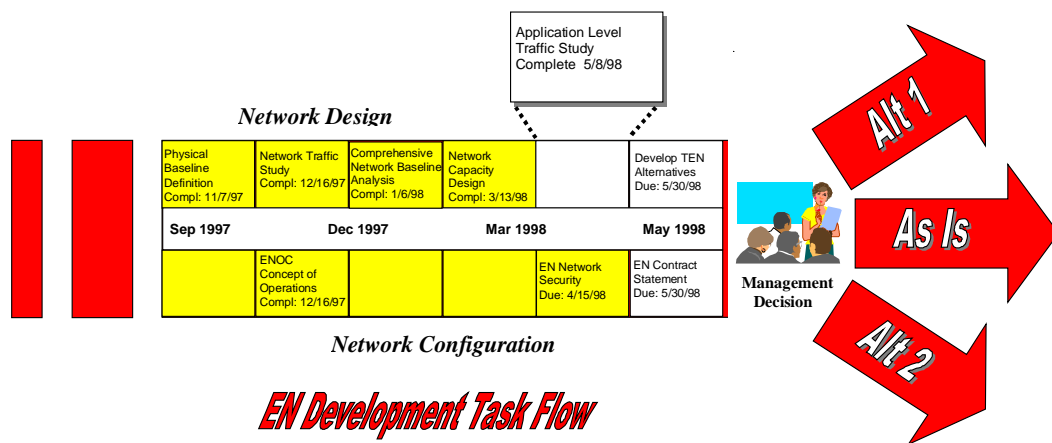 Application Level
Traffic Study
Complete 5/8/98
Network Design
Physical
Baseline
Definition
Compl: 11/7/97
Network Traffic
Study
Compl: 12/16/97
Comprehensive
Network Baseline
Analysis
Compl: 1/6/98
Network
Capacity
Design
Compl: 3/13/98
Develop TEN
Alternatives
Due: 5/30/98
Sep 1997
Dec 1997
Mar 1998
May 1998
ENOC
Concept of
Operations
Compl: 12/16/97
EN Network
Security
Due: 4/15/98
EN Contract
Statement
Due: 5/30/98
Network Configuration
Management
Decision
Alt 1
As Is
Alt 2
EN Development Task Flow